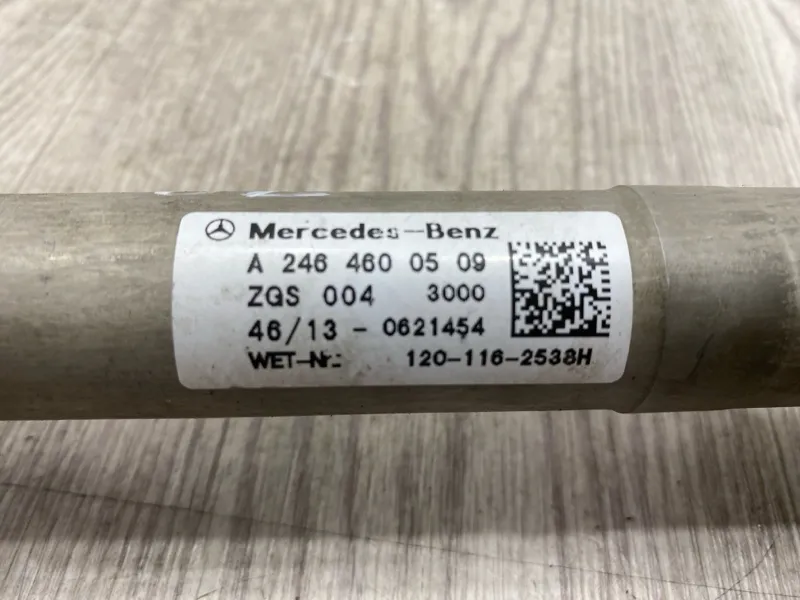 Mercedes-Benz
A 246 460 05 09
ZGS 004 3000
46/13 - 0621454
WET-Nr.: 120-116-2538H